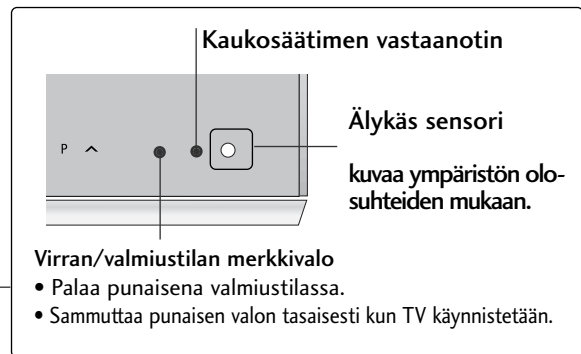 Kaukosäätimen vastaanotin
Älykäs sensori
kuvaa ympäristön olo-
suhteiden mukaan.
P
Virran/valmiustilan merkkivalo
• Palaa punaisena valmiustilassa.
• Sammuttaa punaisen valon tasaisesti kun TV käynnistetään.